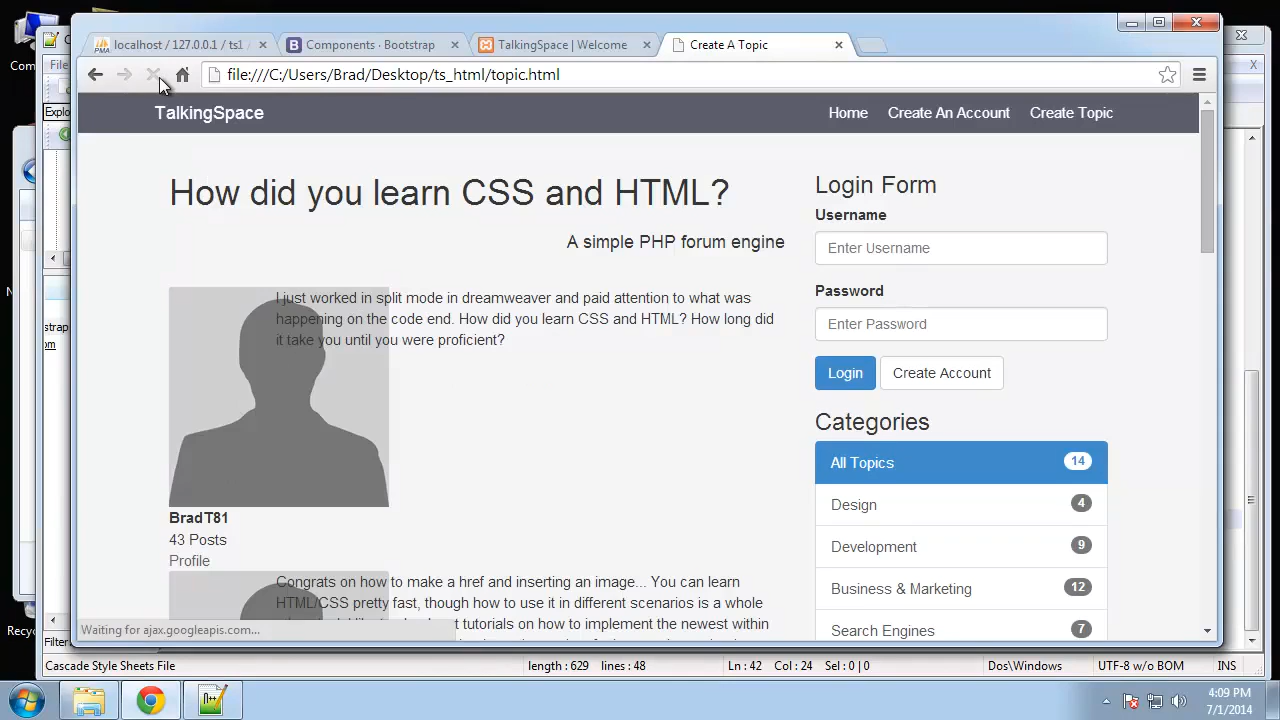 localhost / 127.0.0.1 / ts1
Components · Bootstrap
TalkingSpace | Welcome
Create A Topic
file:///C:/Users/Brad/Desktop/ts_html/topic.html
TalkingSpace
Home
Create An Account
Create Topic
How did you learn CSS and HTML?
A simple PHP forum engine
I just worked in split mode in dreamweaver and paid attention to what was
happening on the code end. How did you learn CSS and HTML? How long did
it take you until you were proficient?
BradT81
43 Posts
Profile
Congrats on how to make a href and inserting an image... You can learn
HTML/CSS pretty fast, though how to use it in different scenarios is a whole
tutorials on how to implement the newest within
Waiting for ajax.googleapis.com...
Login Form
Username
Enter Username
Password
Enter Password
Login
Create Account
Categories
All Topics
14
Design
4
Development
9
Business & Marketing
12
Search Engines
7
Cascade Style Sheets File
length : 629 lines : 48
Ln : 42 Col : 24 Sel : 0 | 0
Dos\Windows
UTF-8 w/o BOM
INS
4:09 PM
7/1/2014